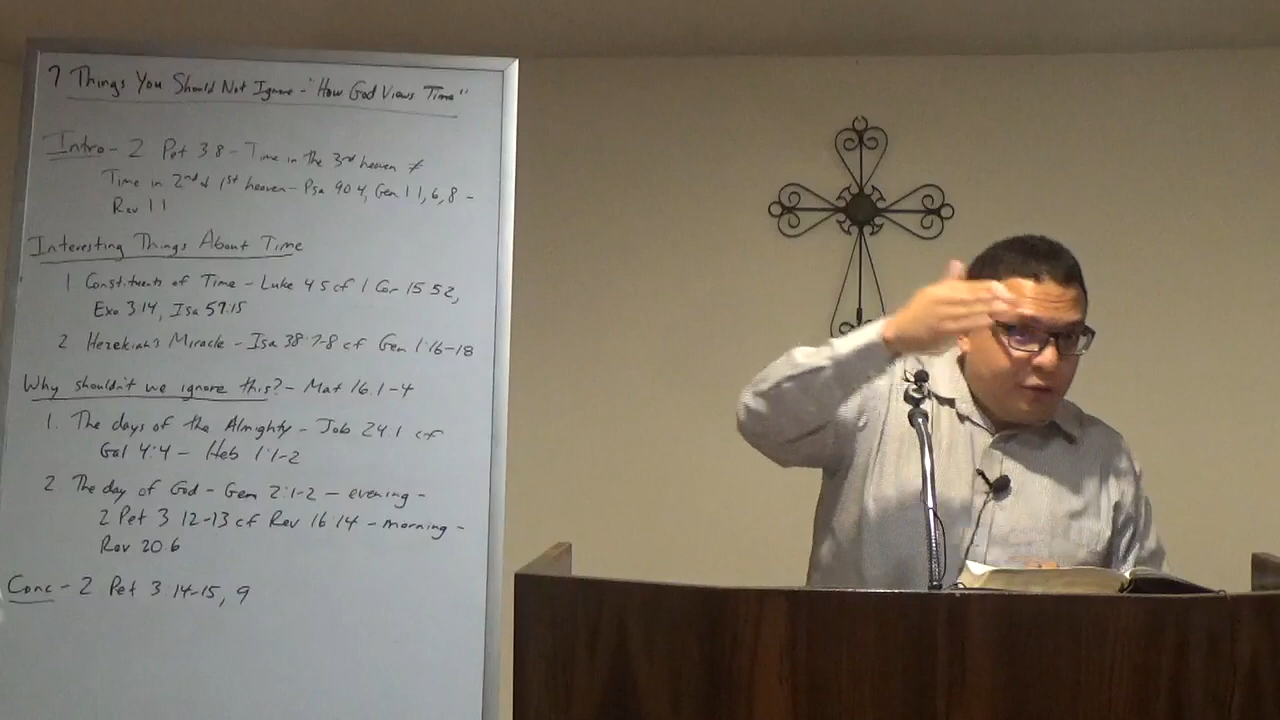 7 Things You Should Not Ignore - "How God Views Time"
Intro - 2 Pet 3 8 - Time in the 3rd heaven ≠
Time in 2nd & 1st heaven - Psa 90 4, Gen 1 1, 6, 8 -
Rev 1 1
Interesting Things About Time
1 Constituents of Time - Luke 4 5 cf 1 Cor 15 52,
Exo 3:14, Isa 57:15
2 Hezekiah's Miracle - Isa 38:7-8 cf Gen 1:16-18
Why shouldn't we ignore this? - Mat 16:1-4
1. The days of the Almighty - Job 24:1 cf
Gal 4:4 - Heb 1:1-2
2 The day of God - Gen 2:1-2 - evening -
2 Pet 3 12-13 cf Rev 16 14 - morning -
Rev 20 6
Conc - 2 Pet 3 14-15, 9